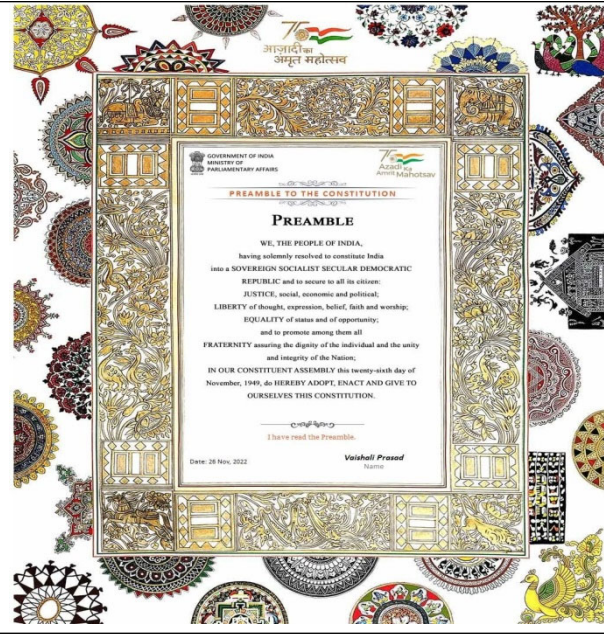 75
आज़ादी का
अमृत महोत्सव
GOVERNMENT OF INDIA
MINISTRY OF
PARLIAMENTARY AFFAIRS
75
Azadi Ka
Amrit Mahotsav
PREAMBLE TO THE CONSTITUTION
PREAMBLE
WE, THE PEOPLE OF INDIA,
having solemnly resolved to constitute India
into a SOVEREIGN SOCIALIST SECULAR DEMOCRATIC
REPUBLIC and to secure to all its citizen:
JUSTICE, social, economic and political;
LIBERTY of thought, expression, belief, faith and worship;
EQUALITY of status and of opportunity;
and to promote among them all
FRATERNITY assuring the dignity of the individual and the unity
and integrity of the Nation;
IN OUR CONSTITUENT ASSEMBLY this twenty-sixth day of
November, 1949, do HEREBY ADOPT, ENACT AND GIVE TO
OURSELVES THIS CONSTITUTION.
I have read the Preamble.
Date: 26 Nov, 2022
Vaishali Prasad
Name